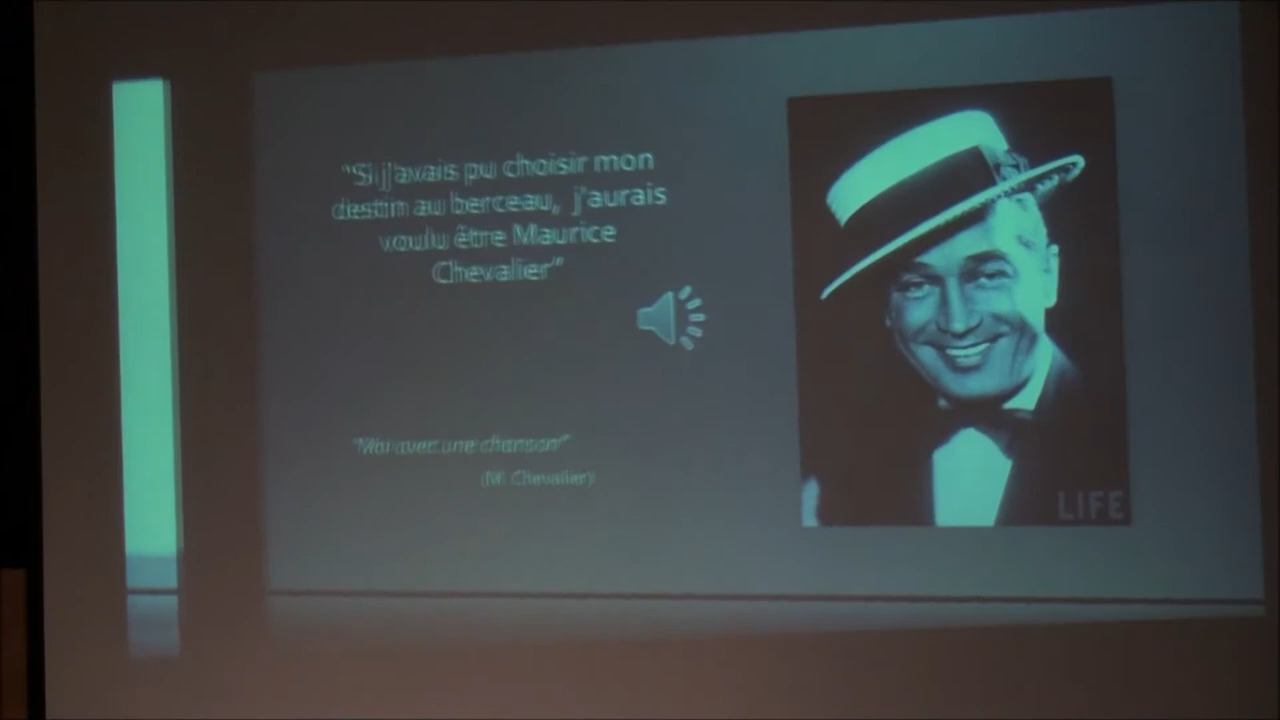 "Si j'avais pu choisir mon
destin au berceau, j'aurais
voulu être Maurice
Chevalier"
"Moi avec une chanson"
(M Chevalier)
LIFE